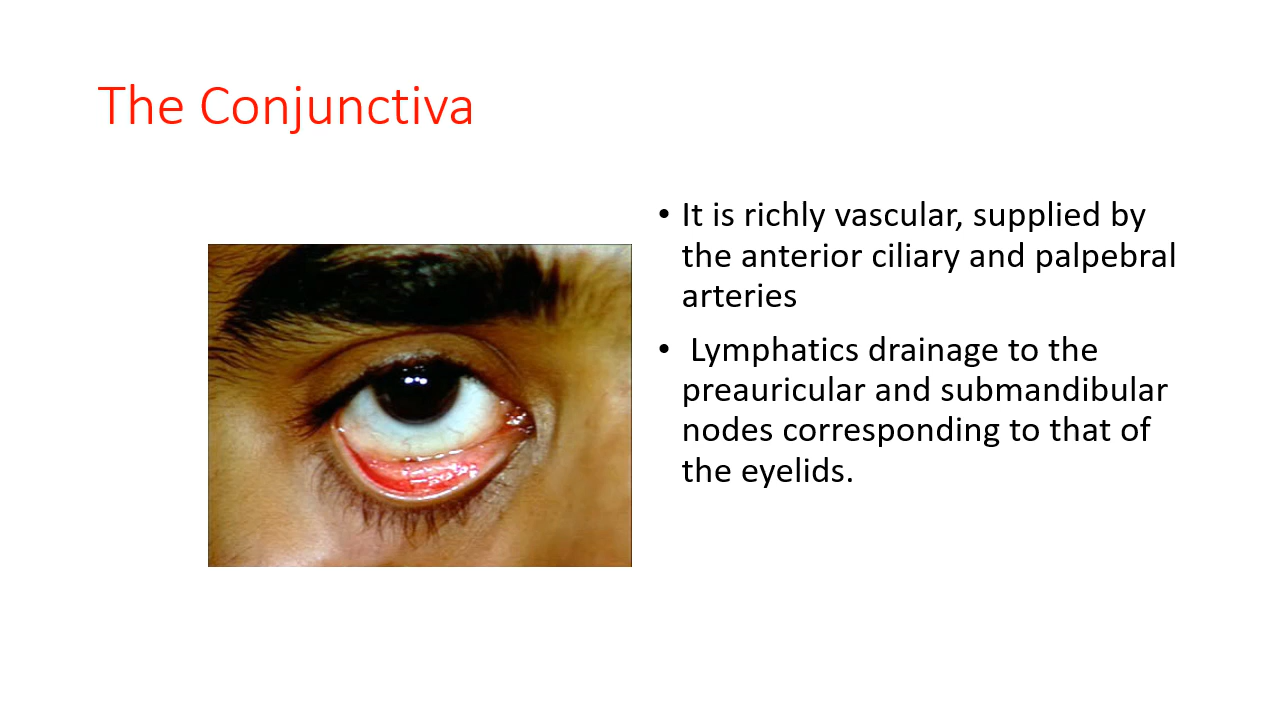 The Conjunctiva
• It is richly vascular, supplied by
the anterior ciliary and palpebral
arteries
• Lymphatics drainage to the
preauricular and submandibular
nodes corresponding to that of
the eyelids.